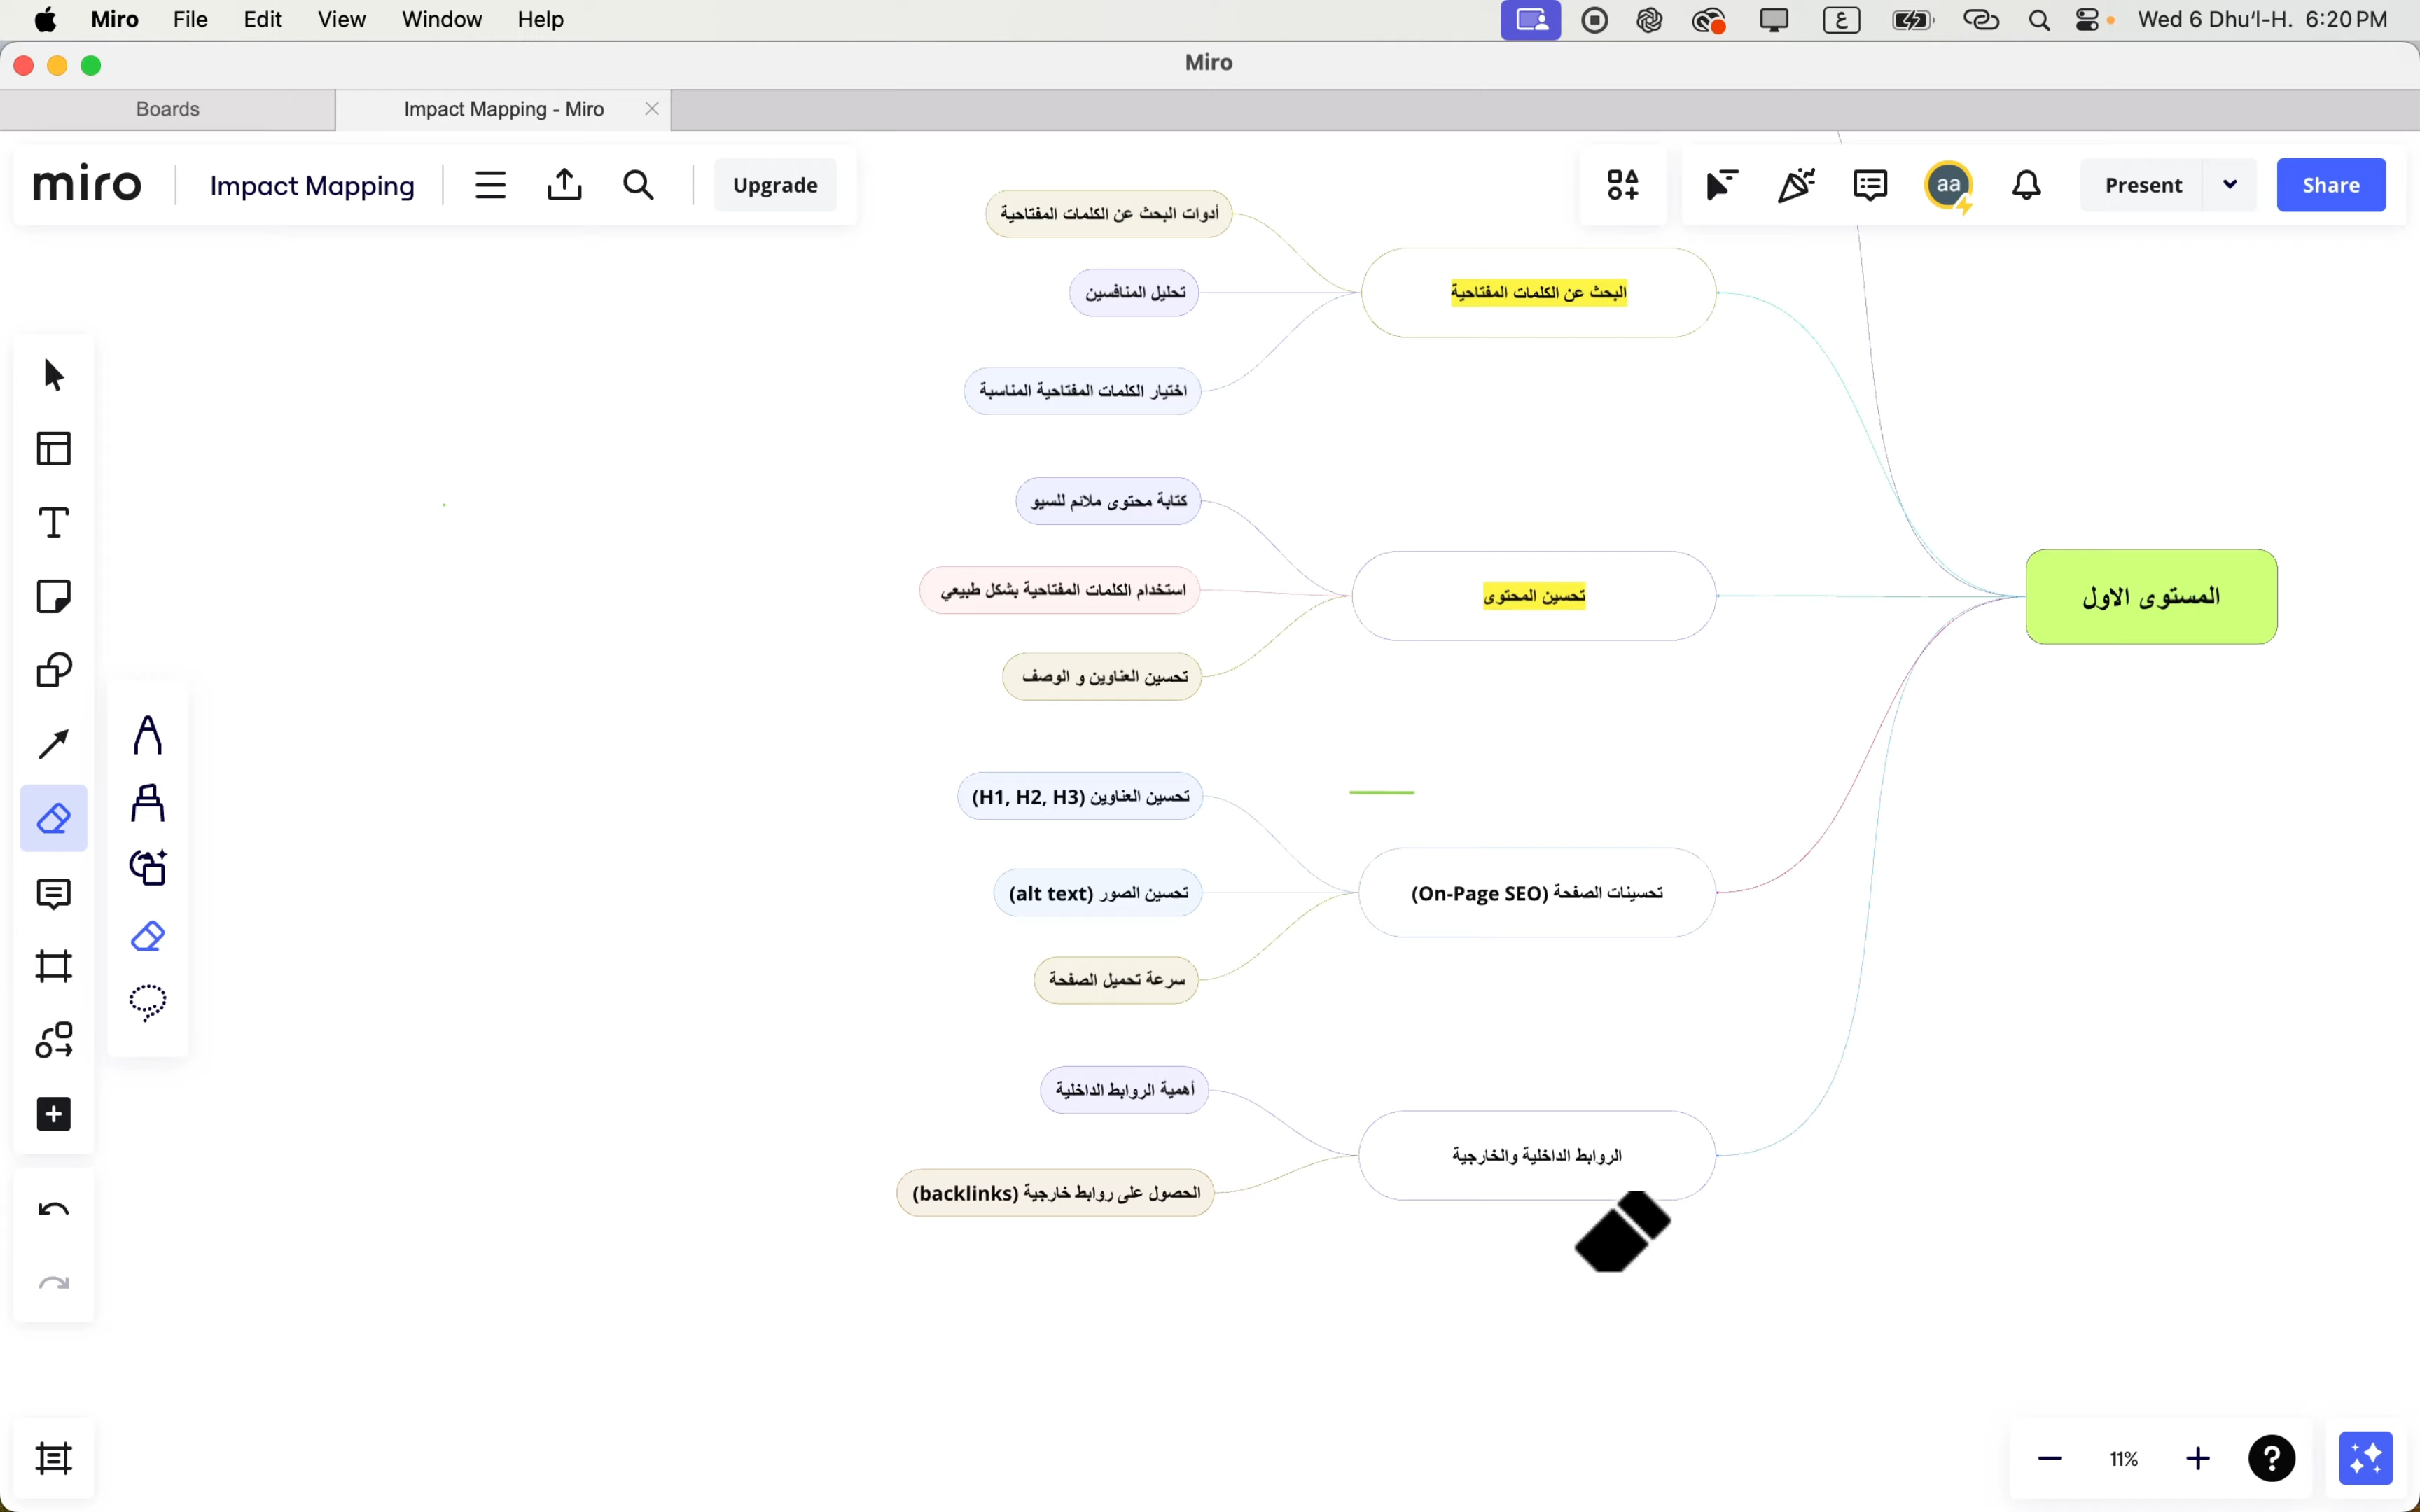 Miro File Edit View Window Help
ع
Wed 6 Dhuʻl-H. 6:20 PM
Miro
Boards
Impact Mapping - Miro
miro
Impact Mapping
Upgrade
aa
Present
Share
المستوى الاول
البحث عن الكلمات المفتاحية
أدوات البحث عن الكلمات المفتاحية
تحليل المنافسين
اختيار الكلمات المفتاحية المناسبة
تحسين المحتوى
كتابة محتوى ملائم للسيو
استخدام الكلمات المفتاحية بشكل طبيعي
تحسين العناوين و الوصف
تحسينات الصفحة (On-Page SEO)
تحسين العناوين (H1, H2, H3)
تحسين الصور (alt text)
سرعة تحميل الصفحة
الروابط الداخلية والخارجية
أهمية الروابط الداخلية
الحصول على روابط خارجية (backlinks)
11%